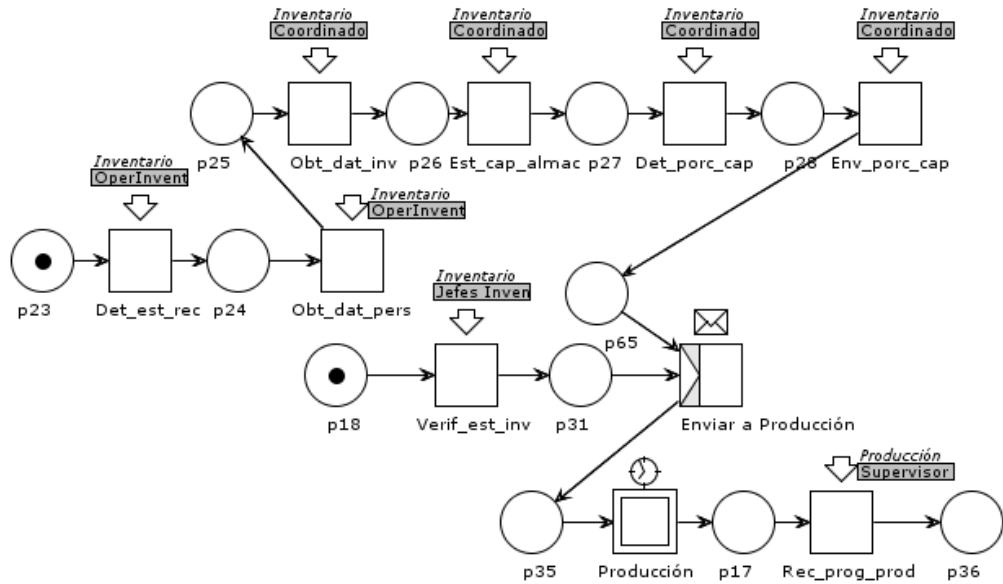 Inventario Inventario Inventario Inventario
Coordinado Coordinado Coordinado Coordinado
p25 Obt_dat_inv p26 Est_cap_almac p27 Det_porc_cap p28 Env_porc_cap
Inventario
OperInvent
Inventario
OperInvent
p23 Det_est_rec p24 Obt_dat_pers
Inventario
Jefes Inven
p65
p18 Verif_est_inv p31 Enviar a Producción
Producción
Supervisor
p35 Producción p17 Rec_prog_prod p36